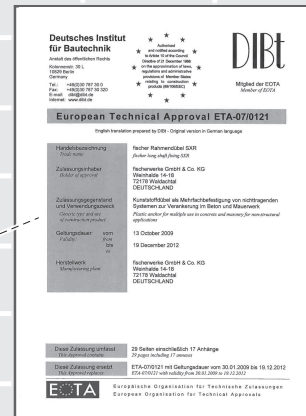 Deutsches Institut
für Bautechnik
Anstalt des öffentlichen Rechts
Kolonnenstr. 30 L
10829 Berlin
Germany
Tel.: +49(0)30 787 30 0
Fax: +49(0)30 787 30 320
E-mail: dibt@dibt.de
Internet: www.dibt.de
Authorised
and notified according
to Article 10 of the Council
Directive of 21 December 1988
on the approximation of laws,
regulations and administrative
provisions of Member States
relating to construction
products (89/106/EEC)
DIBt
Mitglied der EOTA
Member of EOTA
European Technical Approval ETA-07/0121
English translation prepared by DIBt - Original version in German language
Handelsbezeichnung
Trade name
fischer Rahmendübel SXR
fischer long shaft fixing SXR
Zulassungsinhaber
Holder of approval
fischerwerke GmbH & Co. KG
Weinhalde 14-18
72178 Waldachtal
DEUTSCHLAND
Zulassungsgegenstand
und Verwendungszweck
Generic type and use
of construction product
Kunststoffdübel als Mehrfachbefestigung von nichttragenden
Systemen zur Verankerung im Beton und Mauerwerk
Plastic anchor for multiple use in concrete and masonry for non-structural
applications
Geltungsdauer vom
Validity: from
bis
to
13 October 2009
19 December 2012
Herstellwerk
Manufacturing plant
fischerwerke GmbH & Co. KG
Weinhalde 14-18
72178 Waldachtal
DEUTSCHLAND
Diese Zulassung umfasst
This Approval contains
29 Seiten einschließlich 17 Anhänge
29 pages including 17 annexes
Diese Zulassung ersetzt
This Approval replaces
ETA-07/0121 mit Geltungsdauer vom 30.01.2009 bis 19.12.2012
ETA-07/0121 with validity from 30.01.2009 to 19.12.2012
EOTA
Europäische Organisation für Technische Zulassungen
European Organisation for Technical Approvals